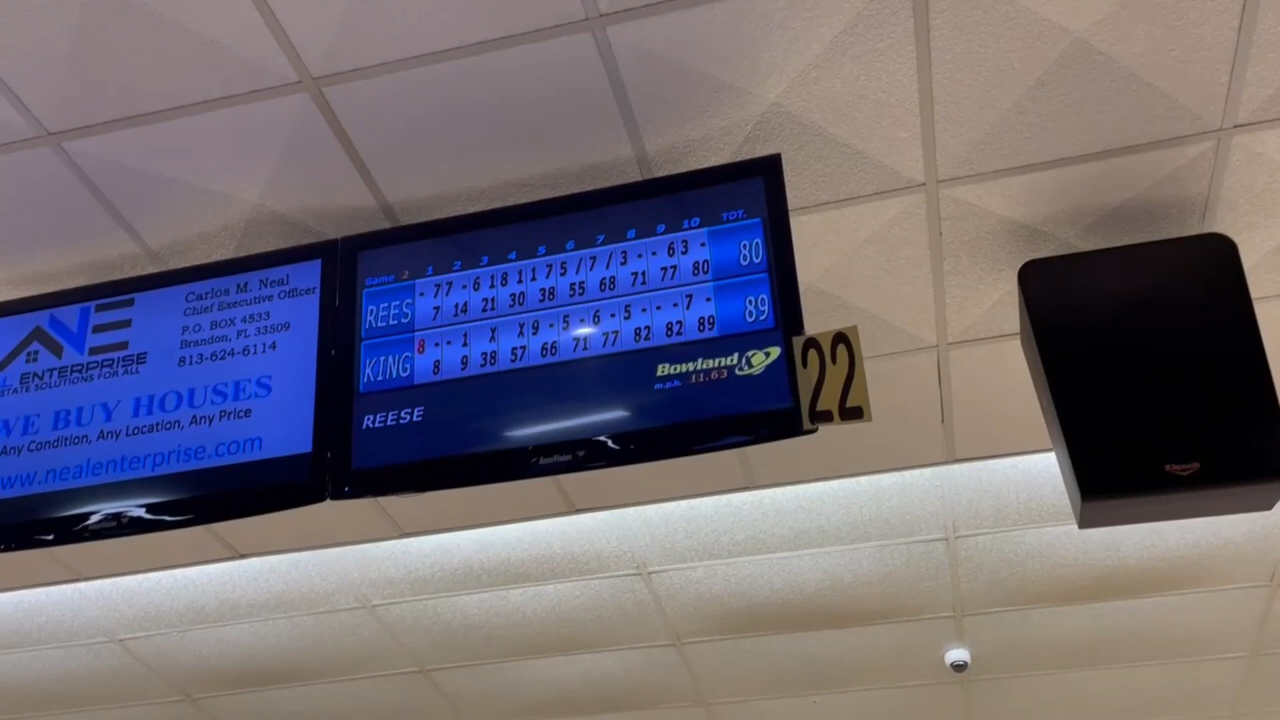 NE
L ENTERPRISE
STATE SOLUTIONS FOR ALL
Carlos M. Neal
Chief Executive Officer
P.O. BOX 4533
Brandon, FL 33509
813-624-6114
WE BUY HOUSES
Any Condition, Any Location, Any Price
ww.nealenterprise.com
Game 2 1 2 3 4 5 6 7 8 9 10 TOT.
REES - 7 7 - 6 1 8 1 1 7 5 / 7 / 3 - - 6 3 - 80
7 14 21 30 38 55 68 71 77 80
KING 8 - - 1 X X 9 - 5 - 6 - 5 - - - 7 - 89
8 9 38 57 66 71 77 82 82 89
Bowland
m.p.h. 11.63
REESE
AccuVision
22
Klipsch